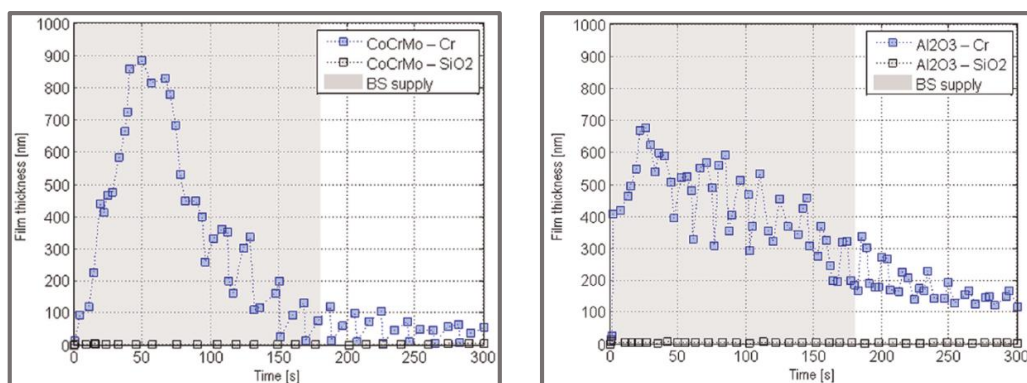 1000
900
800
700
600
500
400
300
200
100
0
Film thickness [nm]
CoCrMo – Cr
CoCrMo – SiO2
BS supply
0 50 100 150 200 250 300
Time [s]
1000
900
800
700
600
500
400
300
200
100
0
Film thickness [nm]
Al2O3 – Cr
Al2O3 – SiO2
BS supply
0 50 100 150 200 250 300
Time [s]